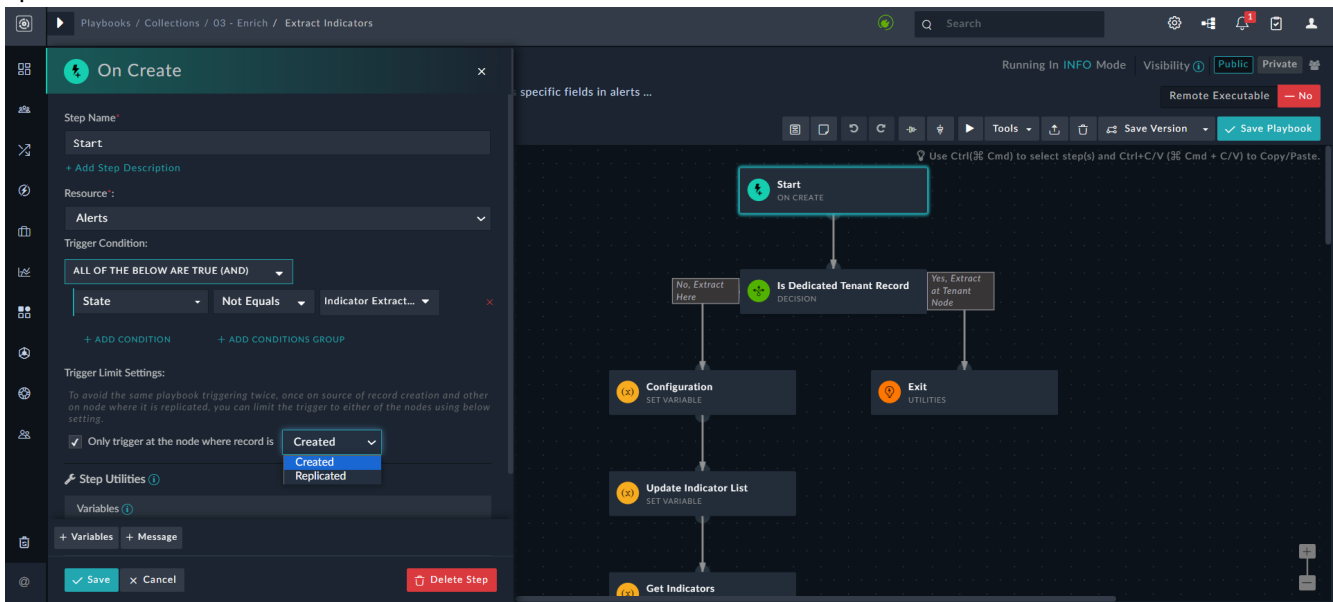 Playbooks / Collections / 03 - Enrich / Extract Indicators
Search
1
On Create
×
Running In INFO Mode
Visibility
Public
Private
specific fields in alerts ...
Remote Executable
— No
Step Name*
Start
+ Add Step Description
Tools
Save Version
Save Playbook
Use Ctrl(⌘ Cmd) to select step(s) and Ctrl+C/V (⌘ Cmd + C/V) to Copy/Paste.
Resource*:
Alerts
Trigger Condition:
ALL OF THE BELOW ARE TRUE (AND)
State
Not Equals
Indicator Extract...
×
+ ADD CONDITION
+ ADD CONDITIONS GROUP
Trigger Limit Settings:
To avoid the same playbook triggering twice, once on source of record creation and other
on node where it is replicated, you can limit the trigger to either of the nodes using below
setting.
Only trigger at the node where record is
Created
Created
Replicated
Step Utilities
Variables
+ Variables
+ Message
Save
× Cancel
Delete Step
Start
ON CREATE
No, Extract
Here
Is Dedicated Tenant Record
DECISION
Yes, Extract
at Tenant
Node
Configuration
SET VARIABLE
Exit
UTILITIES
Update Indicator List
SET VARIABLE
Get Indicators
@